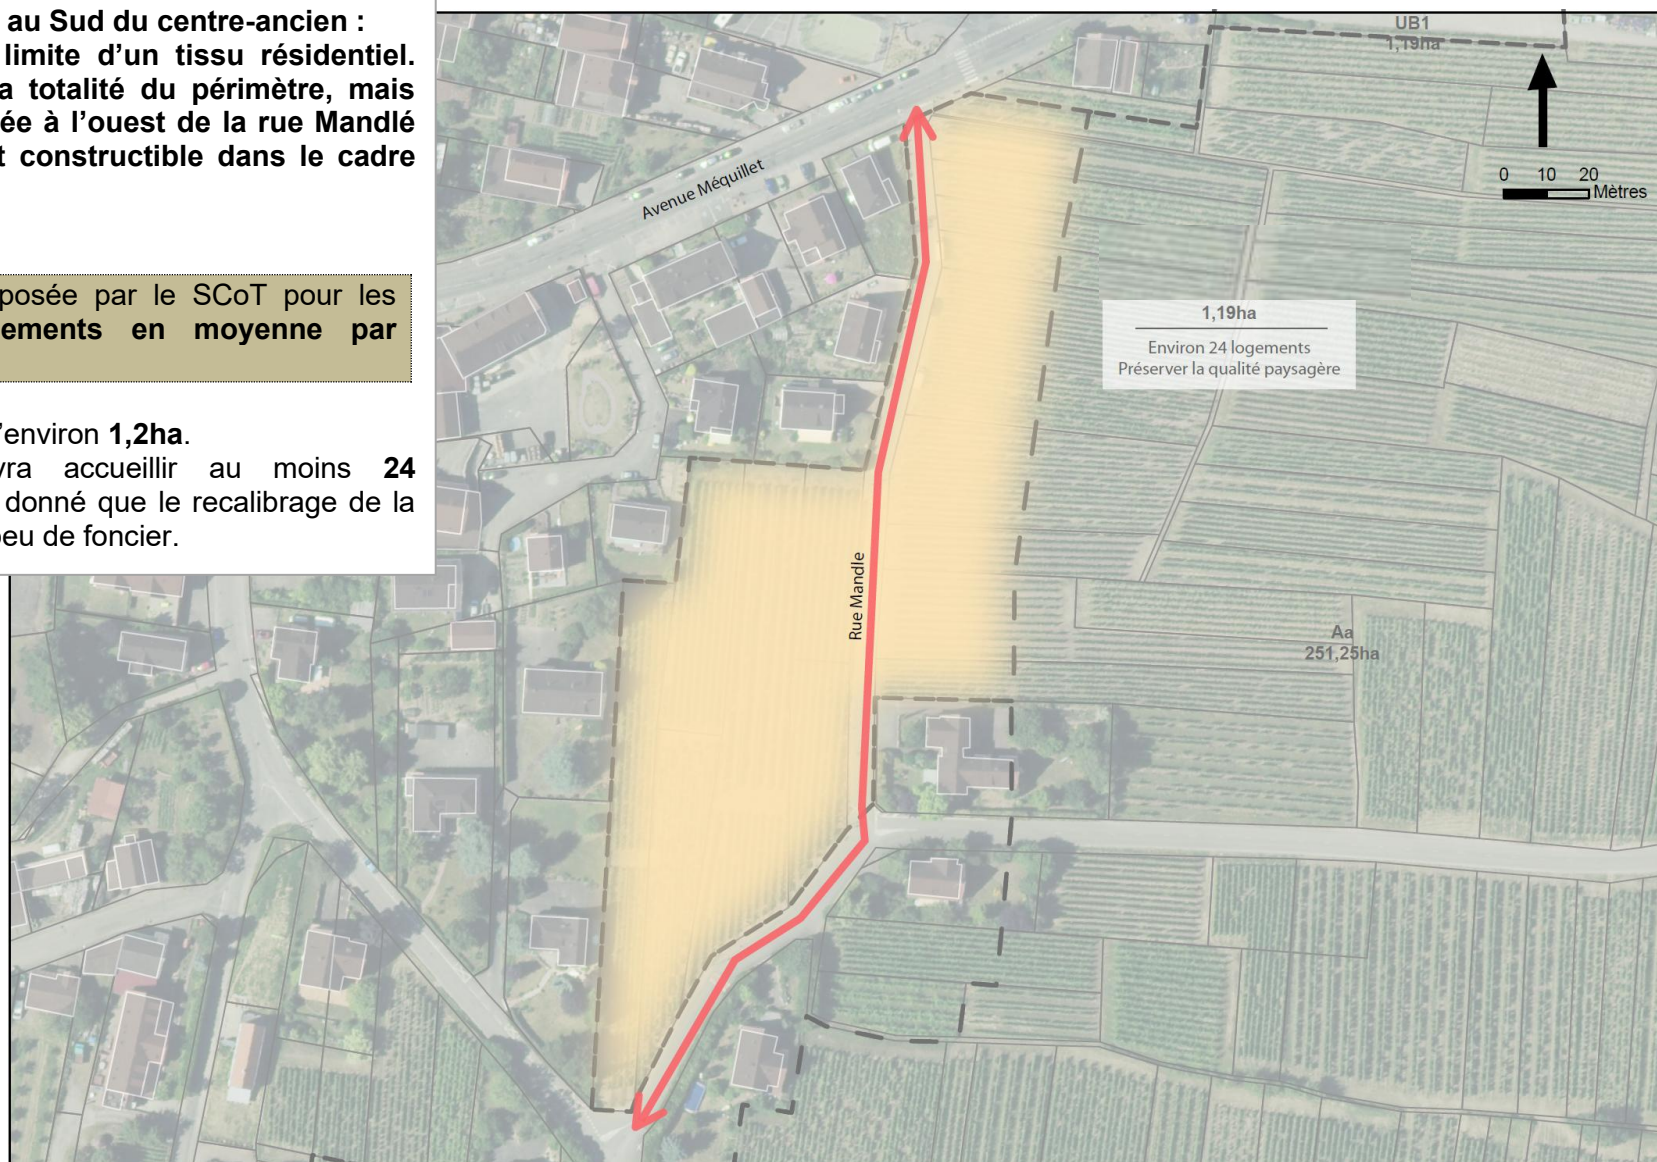 au Sud du centre-ancien :
limite d’un tissu résidentiel.
a totalité du périmètre, mais
ée à l’ouest de la rue Mandlé
t constructible dans le cadre
posée par le SCoT pour les
ements en moyenne par
’environ 1,2ha.
vra accueillir au moins 24
donné que le recalibrage de la
peu de foncier.
UB1
1,19ha
0 10 20
Mètres
Avenue Méquillet
1,19ha
Environ 24 logements
Préserver la qualité paysagère
Rue Mandle
Aa
251,25ha